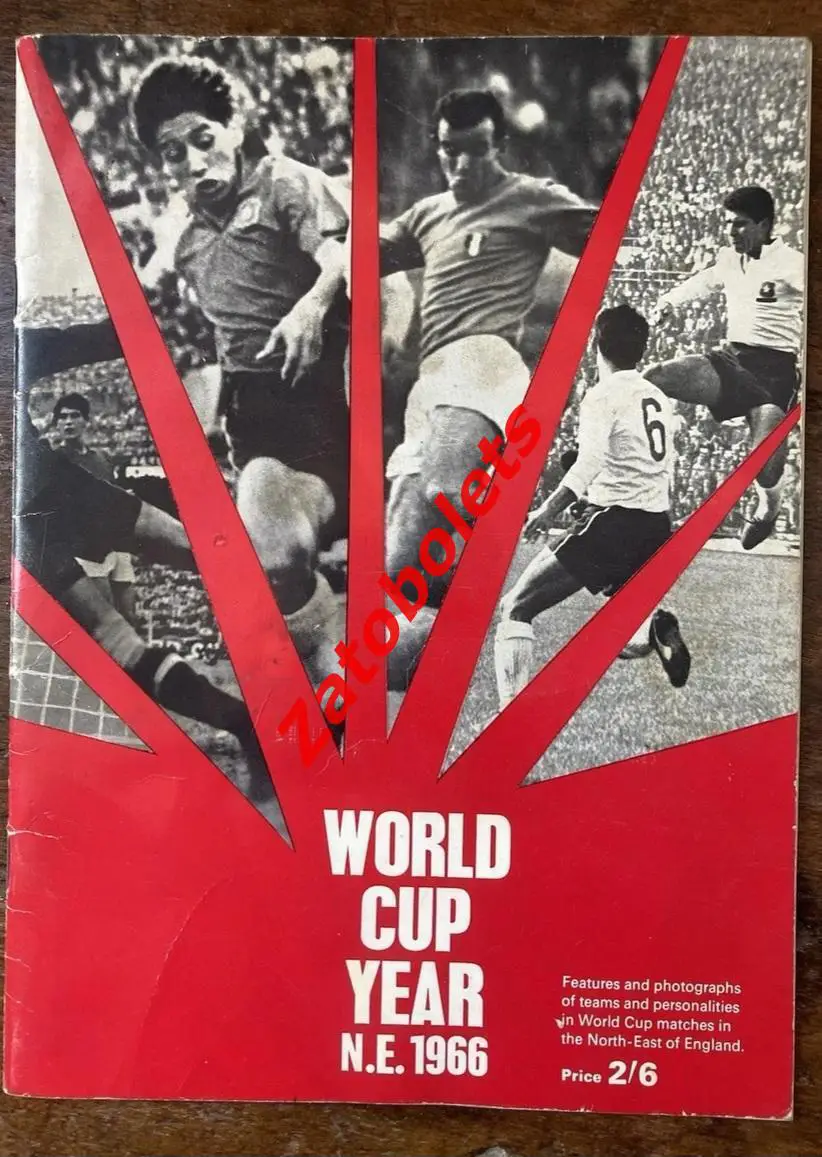 6
Zatobolets
WORLD
CUP
YEAR
N.E. 1966
Features and photographs
of teams and personalities
in World Cup matches in
the North-East of England.
Price 2/6